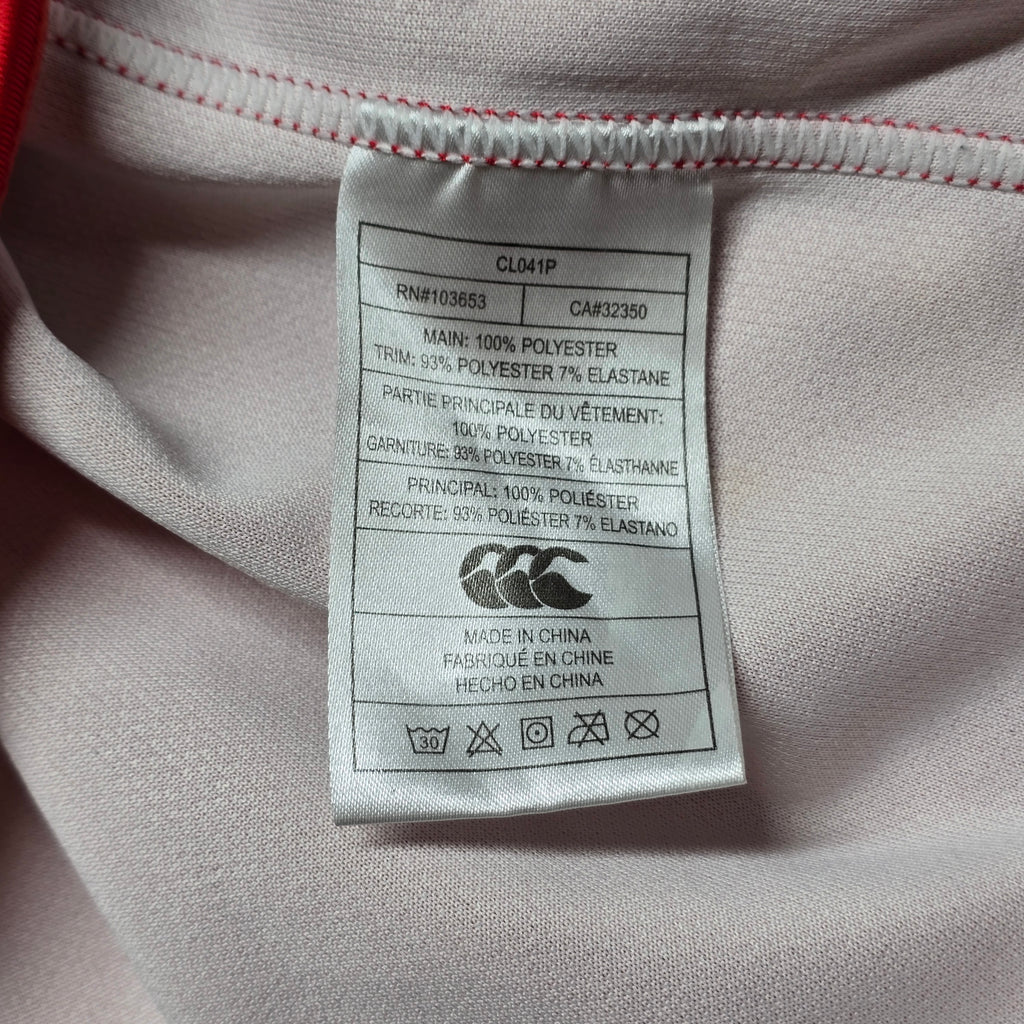 CL041P
RN#103653 CA#32350
MAIN: 100% POLYESTER
TRIM: 93% POLYESTER 7% ELASTANE
PARTIE PRINCIPALE DU VÊTEMENT:
100% POLYESTER
GARNITURE: 93% POLYESTER 7% ÉLASTHANNE
PRINCIPAL: 100% POLIÉSTER
RECORTE: 93% POLIÉSTER 7% ELASTANO
MADE IN CHINA
FABRIQUÉ EN CHINE
HECHO EN CHINA
30